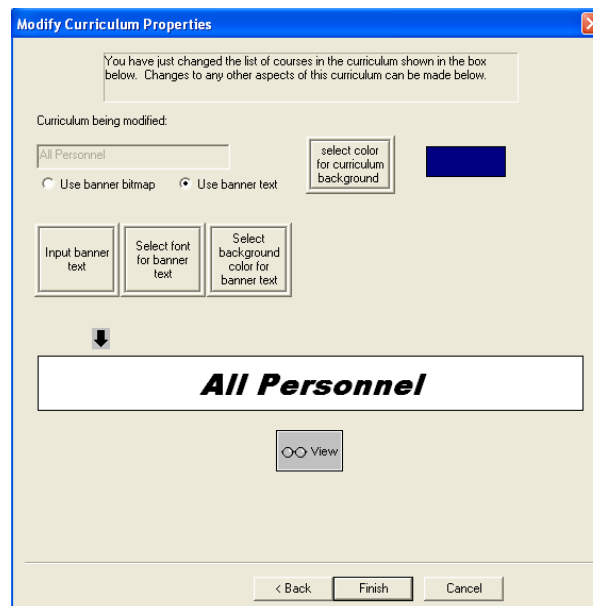 Modify Curriculum Properties
You have just changed the list of courses in the curriculum shown in the box
below. Changes to any other aspects of this curriculum can be made below.
Curriculum being modified:
All Personnel
select color
for curriculum
background
Use banner bitmap
Use banner text
Input banner
text
Select font
for banner
text
Select
background
color for
banner text
All Personnel
View
< Back
Finish
Cancel